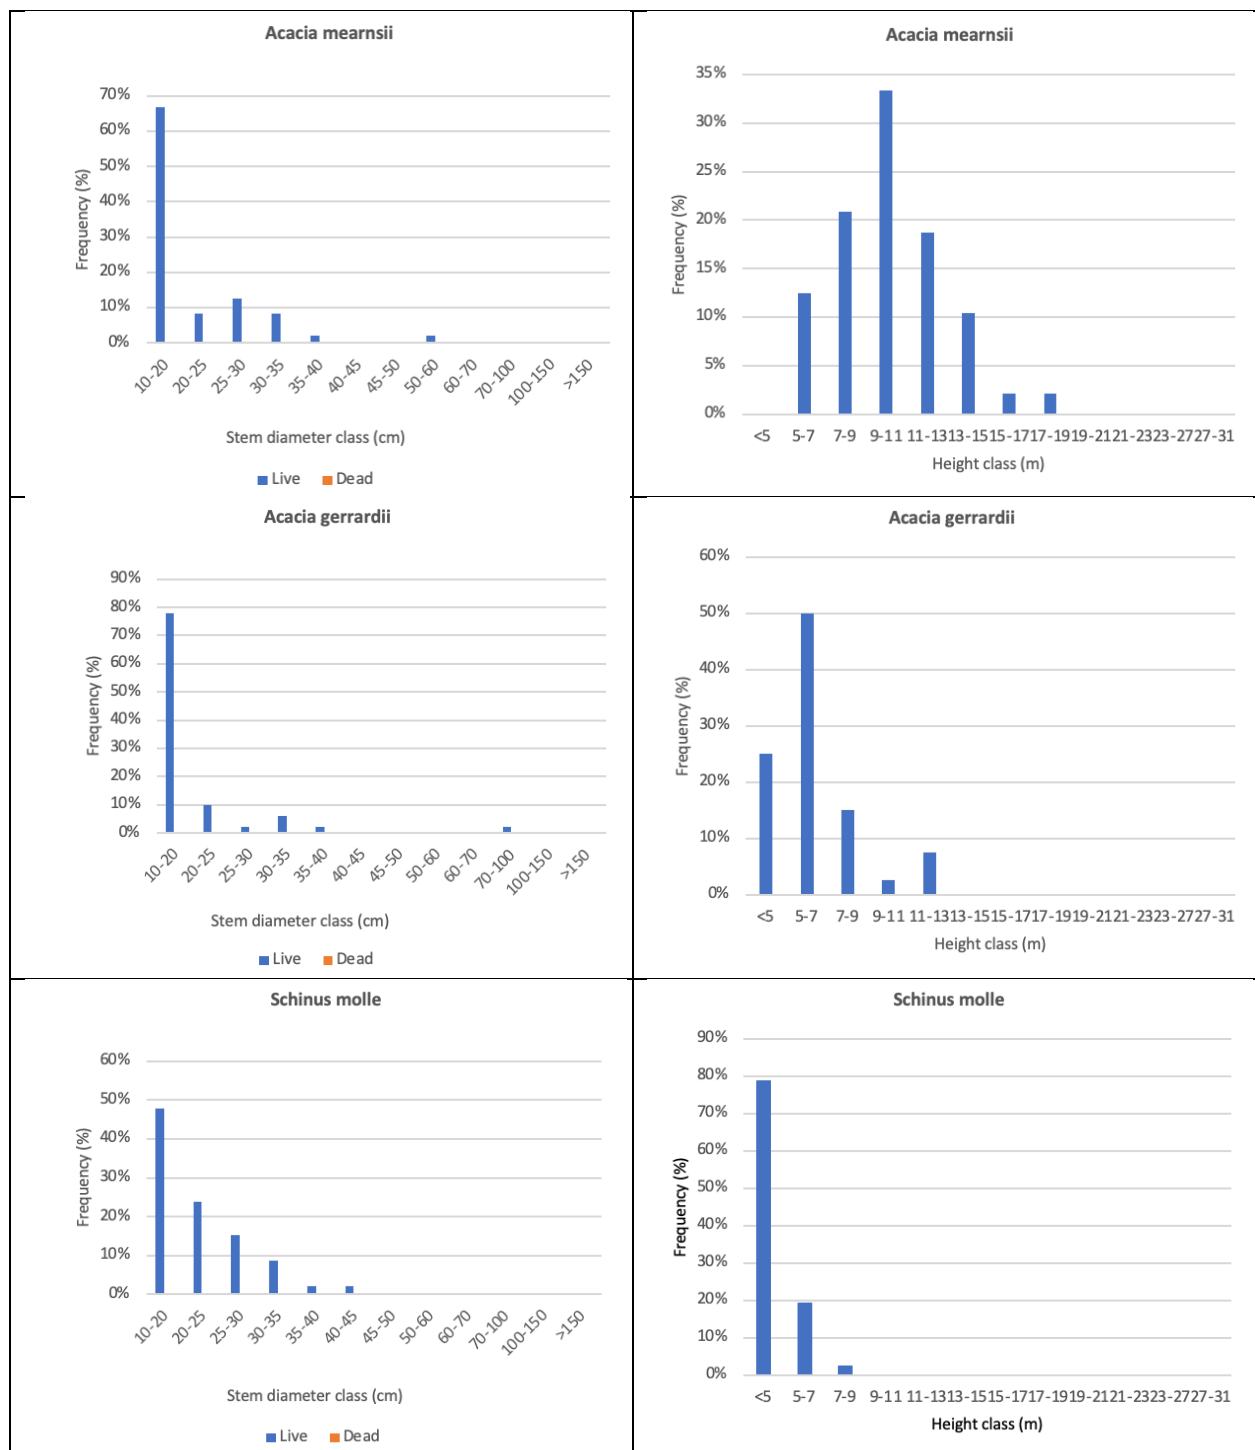 Acacia mearnsii
70%
60%
50%
40%
30%
20%
10%
0%
Frequency (%)
10-20 20-25 25-30 30-35 35-40 40-45 45-50 50-60 60-70 70-100 100-150 >150
Stem diameter class (cm)
Live Dead
Acacia mearnsii
35%
30%
25%
20%
15%
10%
5%
0%
Frequency (%)
<5 5-7 7-9 9-11 11-13 13-15 15-17 17-19 19-21 21-23 23-27 27-31
Height class (m)
Acacia gerrardii
90%
80%
70%
60%
50%
40%
30%
20%
10%
0%
Frequency (%)
10-20 20-25 25-30 30-35 35-40 40-45 45-50 50-60 60-70 70-100 100-150 >150
Stem diameter class (cm)
Live Dead
Acacia gerrardii
60%
50%
40%
30%
20%
10%
0%
Frequency (%)
<5 5-7 7-9 9-11 11-13 13-15 15-17 17-19 19-21 21-23 23-27 27-31
Height class (m)
Schinus molle
60%
50%
40%
30%
20%
10%
0%
Frequency (%)
10-20 20-25 25-30 30-35 35-40 40-45 45-50 50-60 60-70 70-100 100-150 >150
Stem diameter class (cm)
Live Dead
Schinus molle
90%
80%
70%
60%
50%
40%
30%
20%
10%
0%
Frequency (%)
<5 5-7 7-9 9-11 11-13 13-15 15-17 17-19 19-21 21-23 23-27 27-31
Height class (m)